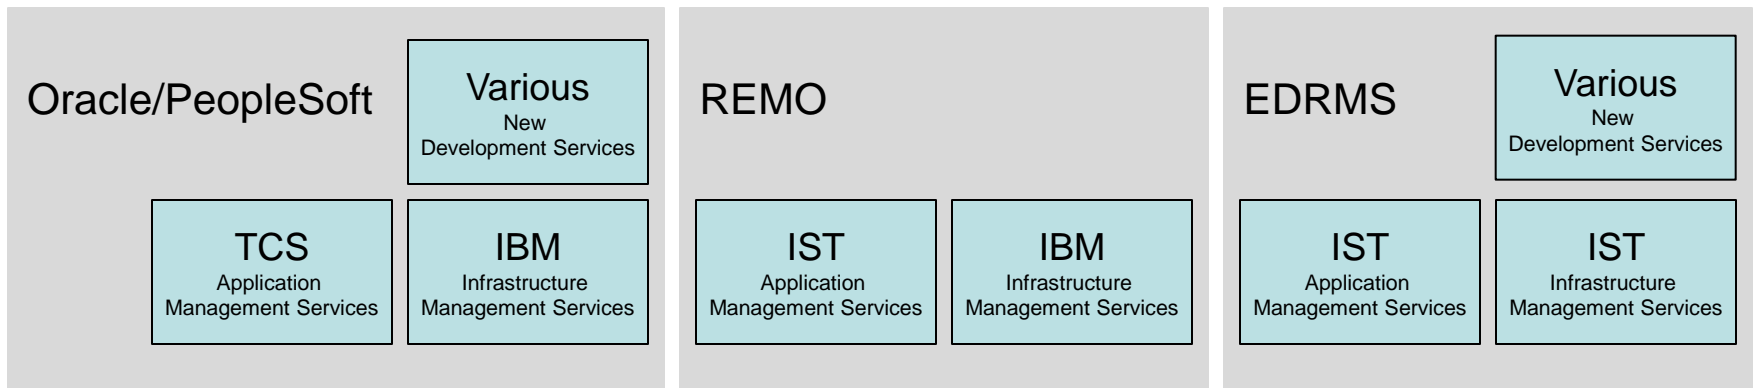 Oracle/PeopleSoft
Various
New
Development Services
TCS
Application
Management Services
IBM
Infrastructure
Management Services
REMO
IST
Application
Management Services
IBM
Infrastructure
Management Services
EDRMS
Various
New
Development Services
IST
Application
Management Services
IST
Infrastructure
Management Services